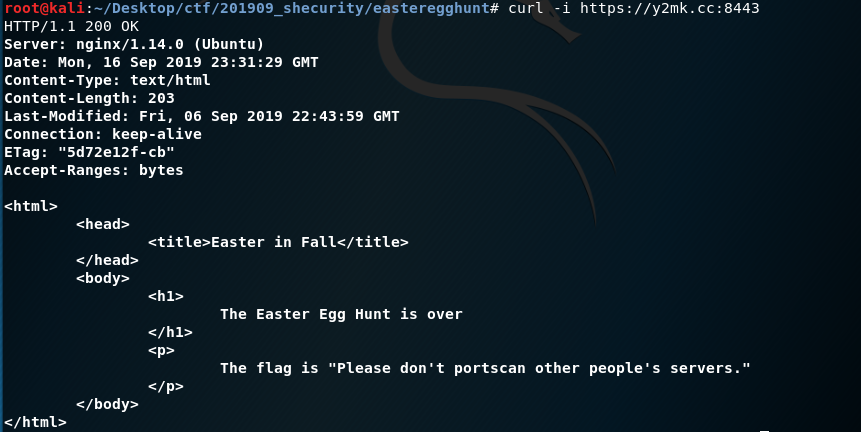 root@kali:~/Desktop/ctf/201909_shecurity/eastereggHunt# curl -i https://y2mk.cc:8443
HTTP/1.1 200 OK
Server: nginx/1.14.0 (Ubuntu)
Date: Mon, 16 Sep 2019 23:31:29 GMT
Content-Type: text/html
Content-Length: 203
Last-Modified: Fri, 06 Sep 2019 22:43:59 GMT
Connection: keep-alive
ETag: "5d72e12f-cb"
Accept-Ranges: bytes

<html>
        <head>
                <title>Easter in Fall</title>
        </head>
        <body>
                <h1>
                        The Easter Egg Hunt is over
                </h1>
                <p>
                        The flag is "Please don't portscan other people's servers."
                </p>
        </body>
</html>